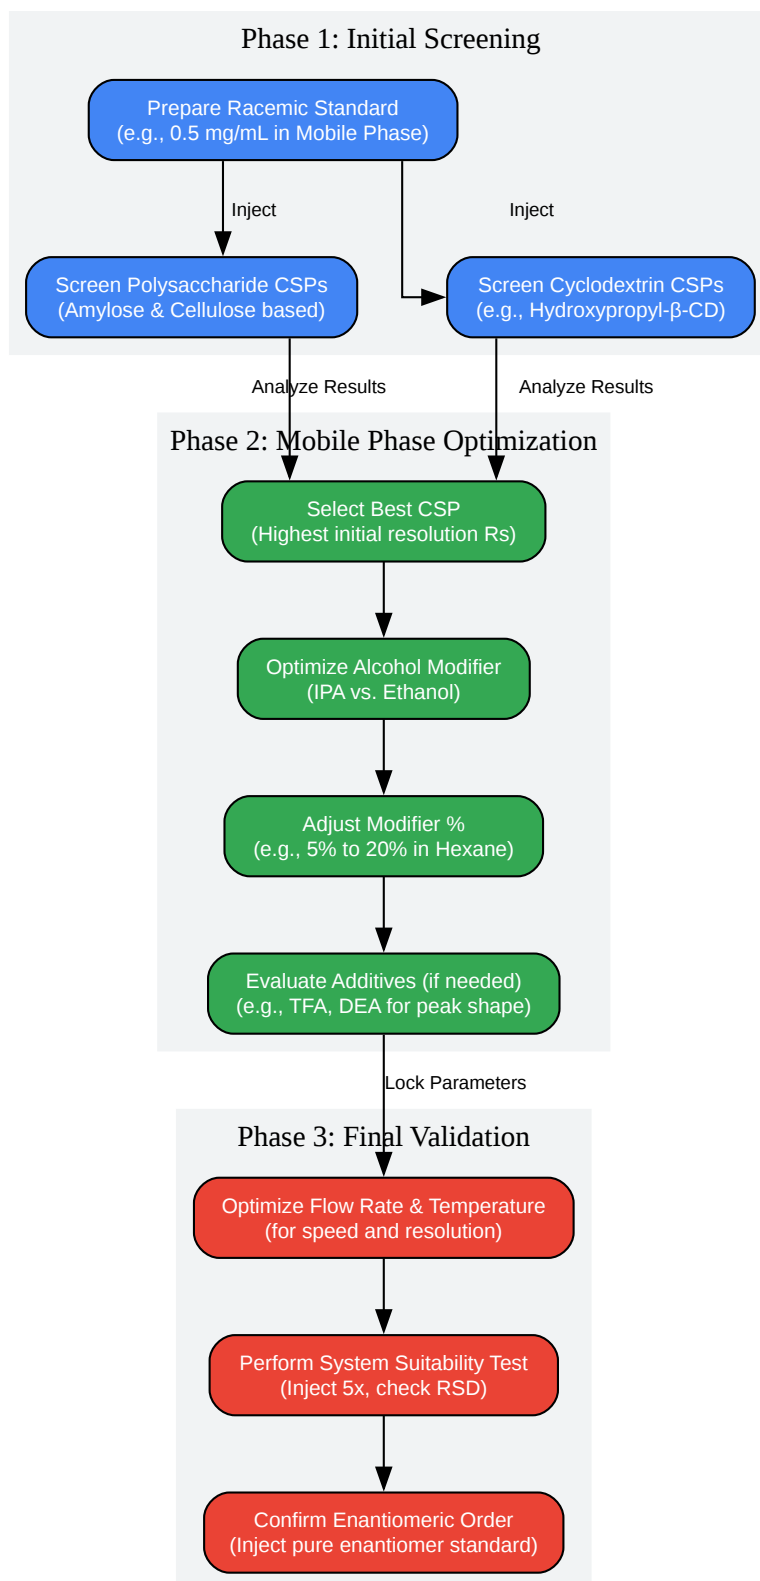 Phase 1: Initial Screening
Prepare Racemic Standard
(e.g., 0.5 mg/mL in Mobile Phase)
Inject
Inject
Screen Polysaccharide CSPs
(Amylose & Cellulose based)
Screen Cyclodextrin CSPs
(e.g., Hydroxypropyl-β-CD)
Analyze Results
Analyze Results
Phase 2: Mobile Phase Optimization
Select Best CSP
(Highest initial resolution Rs)
Optimize Alcohol Modifier
(IPA vs. Ethanol)
Adjust Modifier %
(e.g., 5% to 20% in Hexane)
Evaluate Additives (if needed)
(e.g., TFA, DEA for peak shape)
Lock Parameters
Phase 3: Final Validation
Optimize Flow Rate & Temperature
(for speed and resolution)
Perform System Suitability Test
(Inject 5x, check RSD)
Confirm Enantiomeric Order
(Inject pure enantiomer standard)